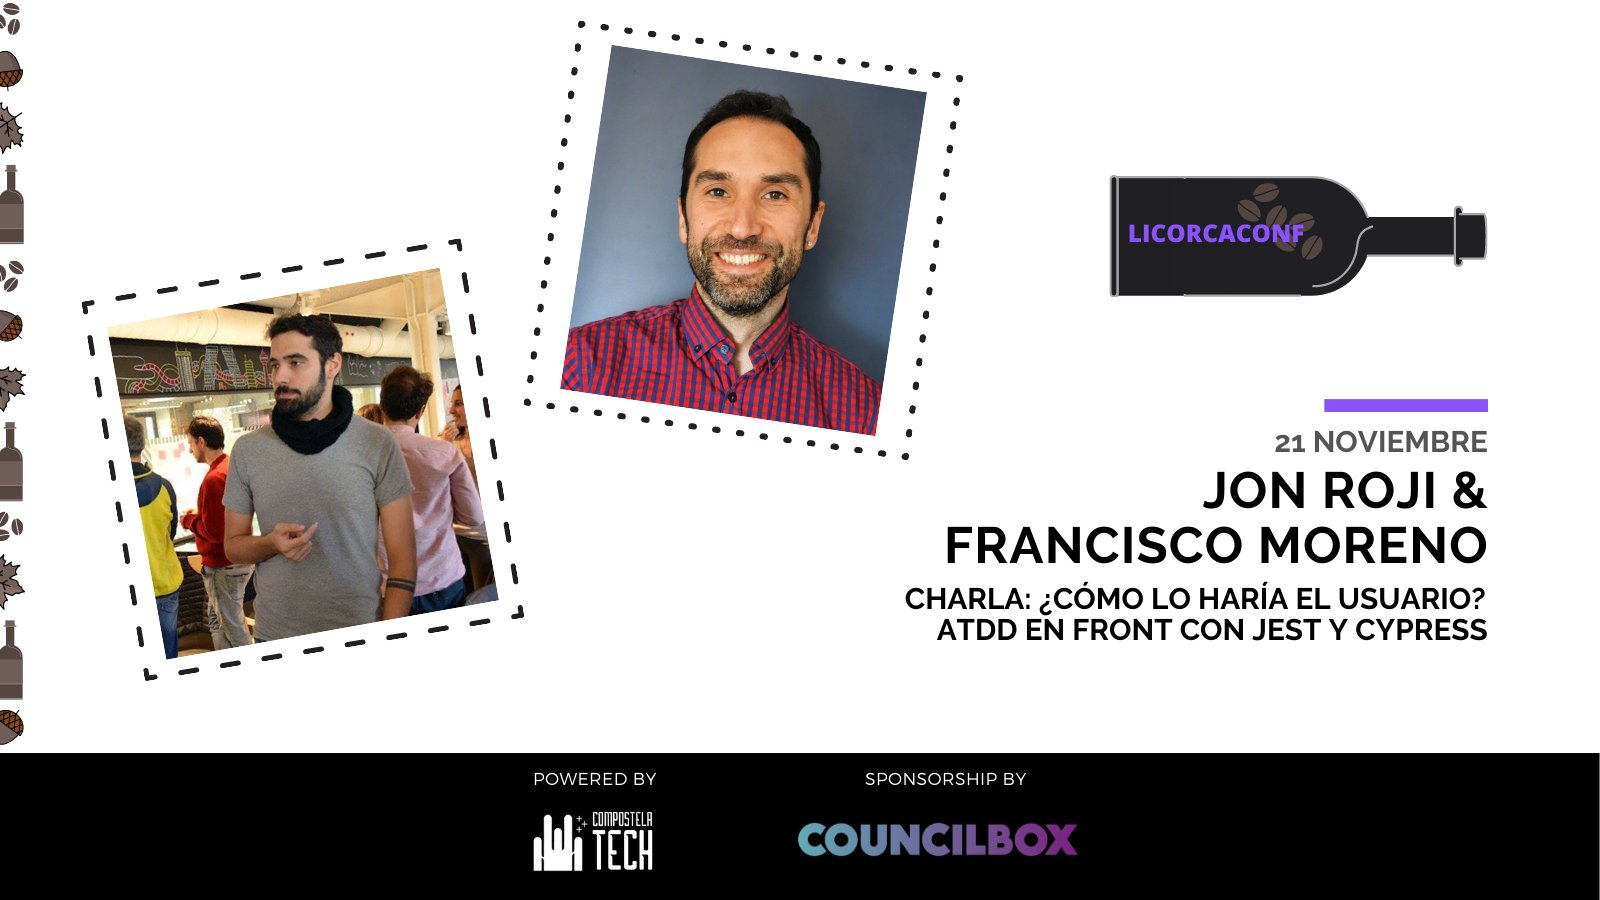 LICORCACONF
21 NOVIEMBRE
JON ROJI &
FRANCISCO MORENO
CHARLA: ¿CÓMO LO HARÍA EL USUARIO?
ATDD EN FRONT CON JEST Y CYPRESS
POWERED BY
COMPOSTELA
TECH
SPONSORSHIP BY
COUNCILBOX